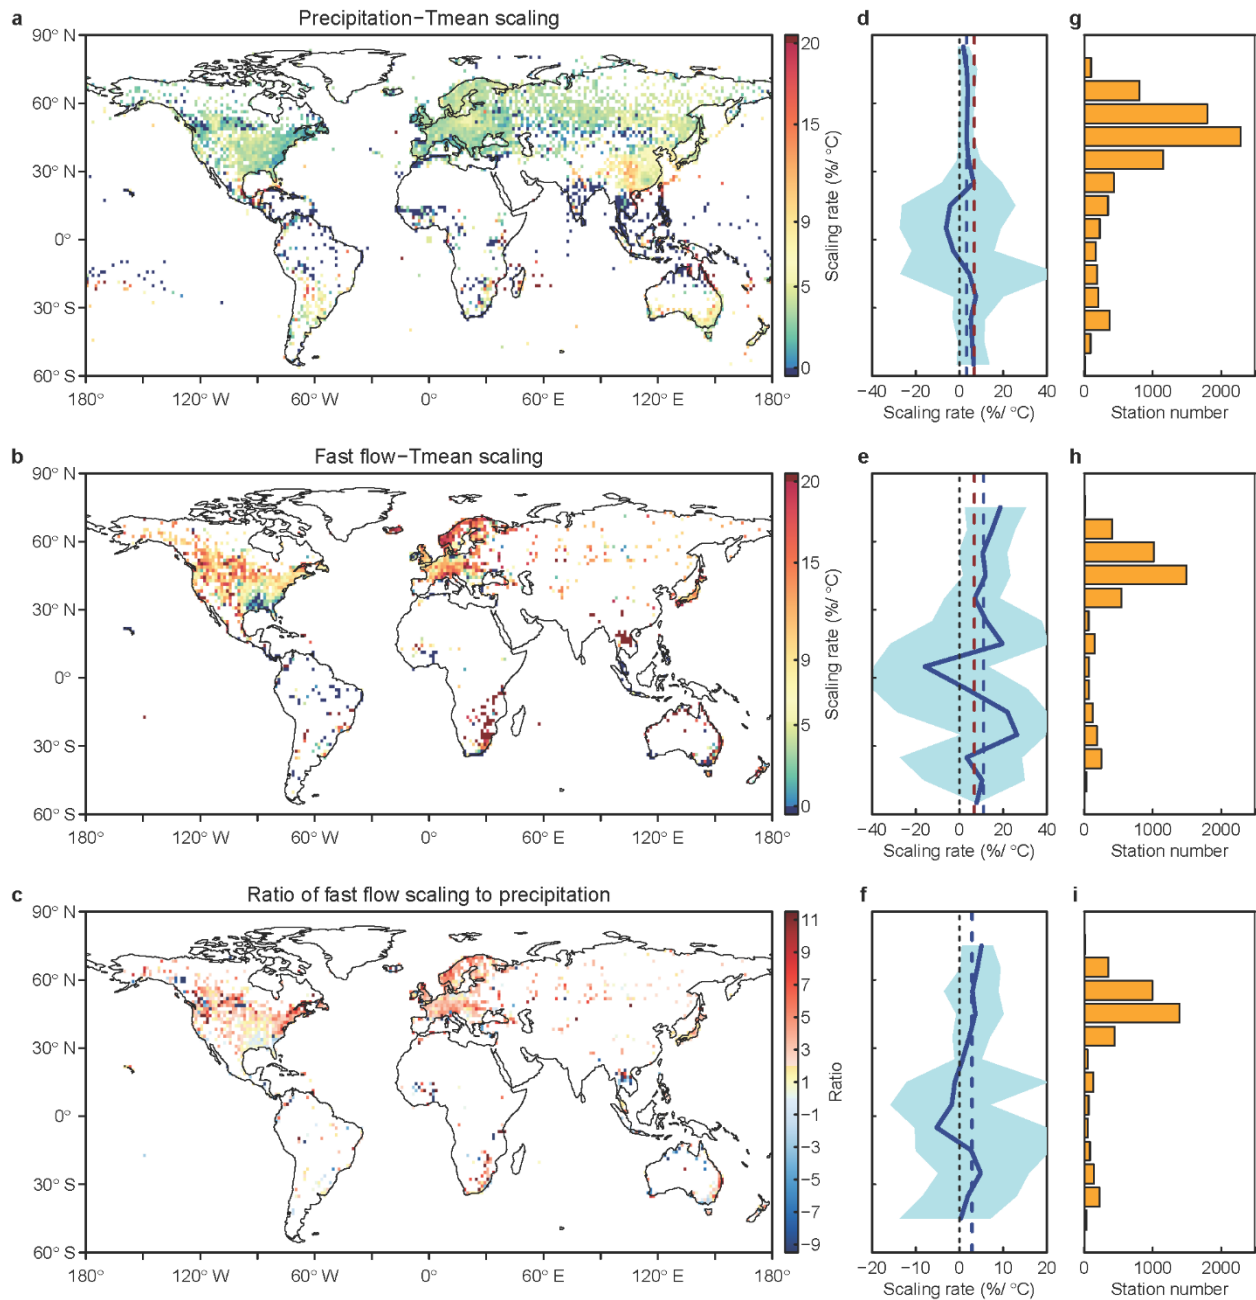 a Precipitation–Tmean scaling d g
90° N
60° N
30° N
0°
30° S
60° S
180° 120° W 60° W 0° 60° E 120° E 180°
20
15
9
5
0
Scaling rate (%/ °C)
−40 −20 0 20 40
Scaling rate (%/ °C)
0 1000 2000
Station number
b Fast flow–Tmean scaling e h
90° N
60° N
30° N
0°
30° S
60° S
180° 120° W 60° W 0° 60° E 120° E 180°
20
15
9
5
0
Scaling rate (%/ °C)
−40 −20 0 20 40
Scaling rate (%/ °C)
0 1000 2000
Station number
c Ratio of fast flow scaling to precipitation f i
90° N
60° N
30° N
0°
30° S
60° S
180° 120° W 60° W 0° 60° E 120° E 180°
11
9
7
5
3
1
−1
−3
−5
−7
−9
Ratio
−20 −10 0 10 20
Scaling rate (%/ °C)
0 1000 2000
Station number